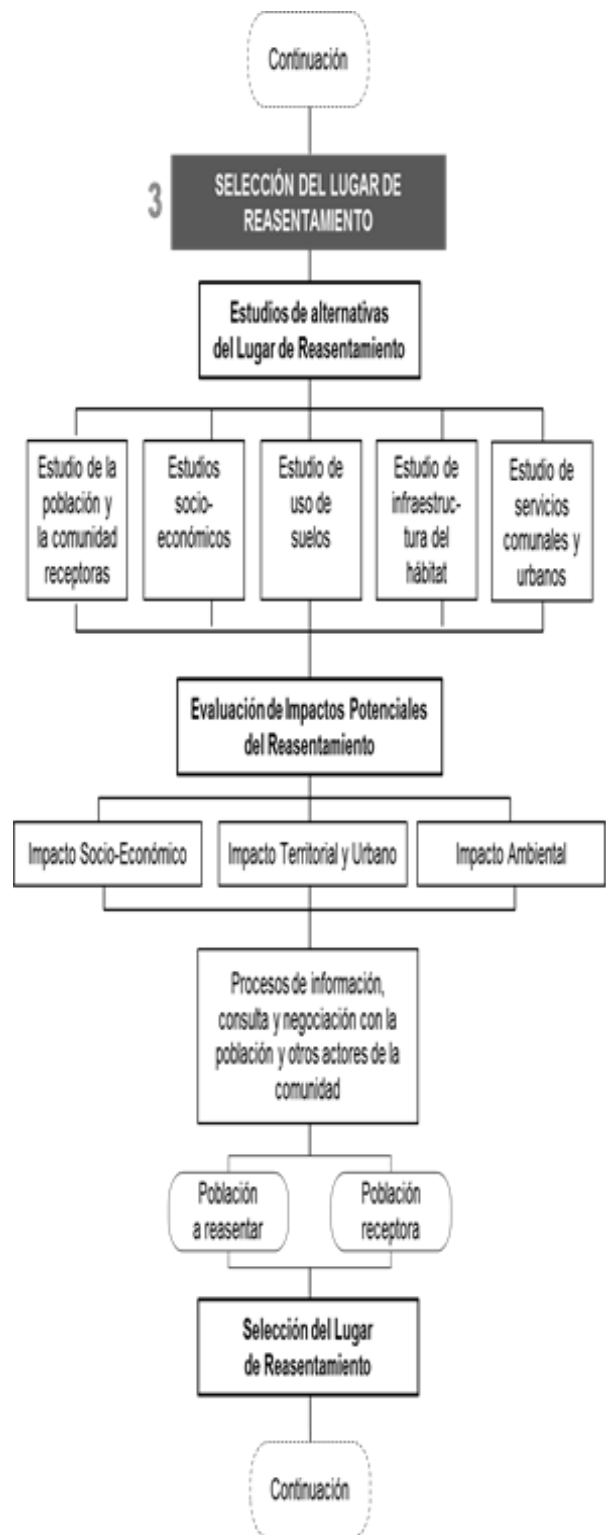 Continuación
3
SELECCIÓN DEL LUGAR DE
REASENTAMIENTO
Estudios de alternativas
del Lugar de Reasentamiento
Estudio de la
población y
la comunidad
receptoras
Estudios
socio-
económicos
Estudio de
uso de
suelos
Estudio de
infraestruc-
tura del
hábitat
Estudio de
servicios
comunales y
urbanos
Evaluación de Impactos Potenciales
del Reasentamiento
Impacto Socio-Económico
Impacto Territorial y Urbano
Impacto Ambiental
Procesos de información,
consulta y negociación con la
población y otros actores de la
comunidad
Población
a reasentar
Población
receptora
Selección del Lugar
de Reasentamiento
Continuación